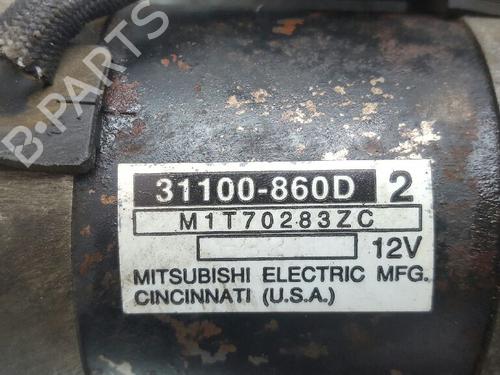 B-PARTS
31100-860D 2
M1T70283ZC
12V
MITSUBISHI ELECTRIC MFG.
CINCINNATI (U.S.A.)